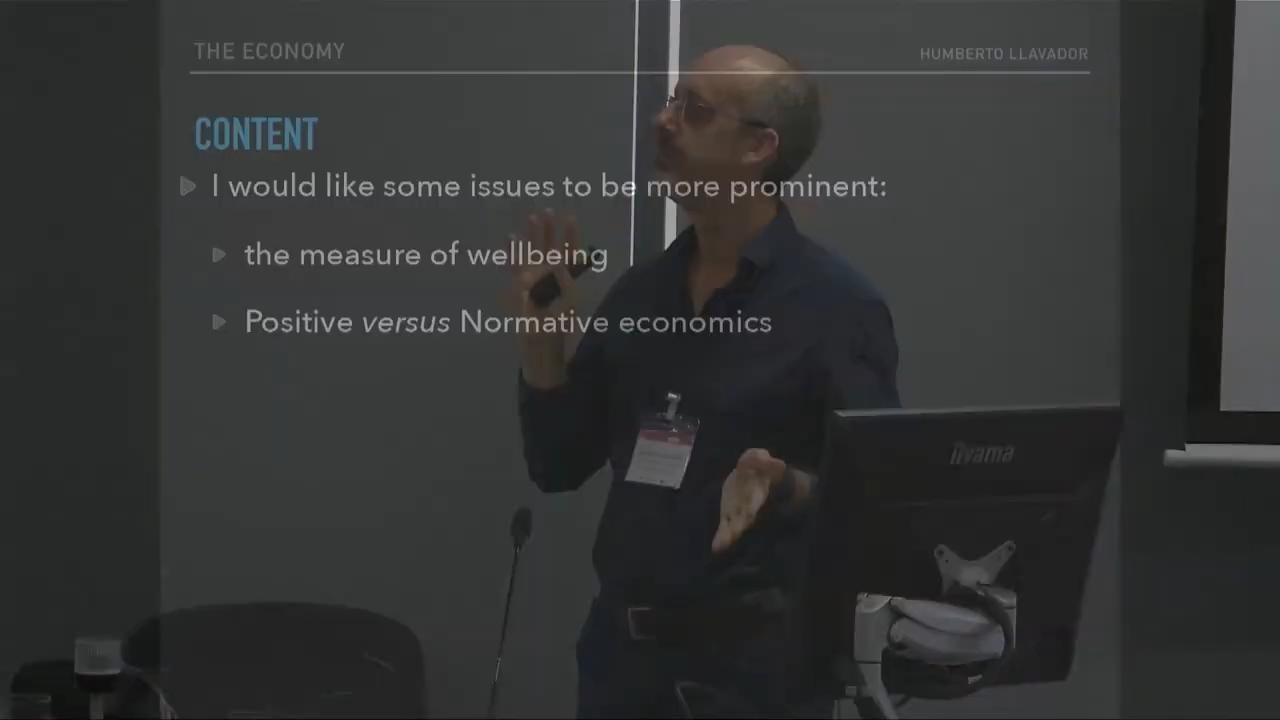 THE ECONOMY
HUMBERTO LLAVADOR
CONTENT
I would like some issues to be more prominent:
the measure of wellbeing
Positive versus Normative economics
iiyama